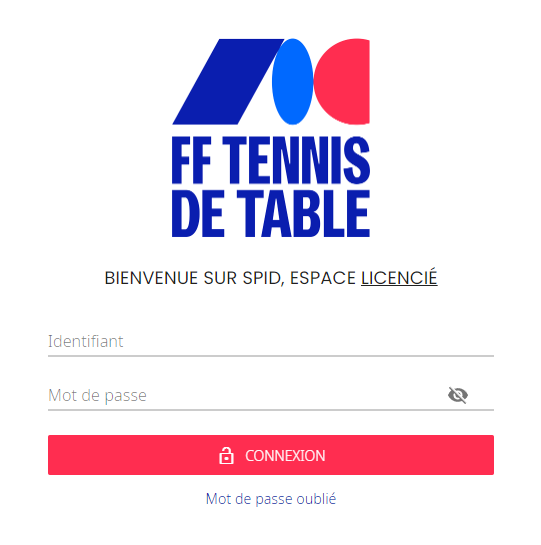 FF TENNIS
DE TABLE
BIENVENUE SUR SPID, ESPACE LICENCIÉ
Identifiant
Mot de passe
CONNEXION
Mot de passe oublié